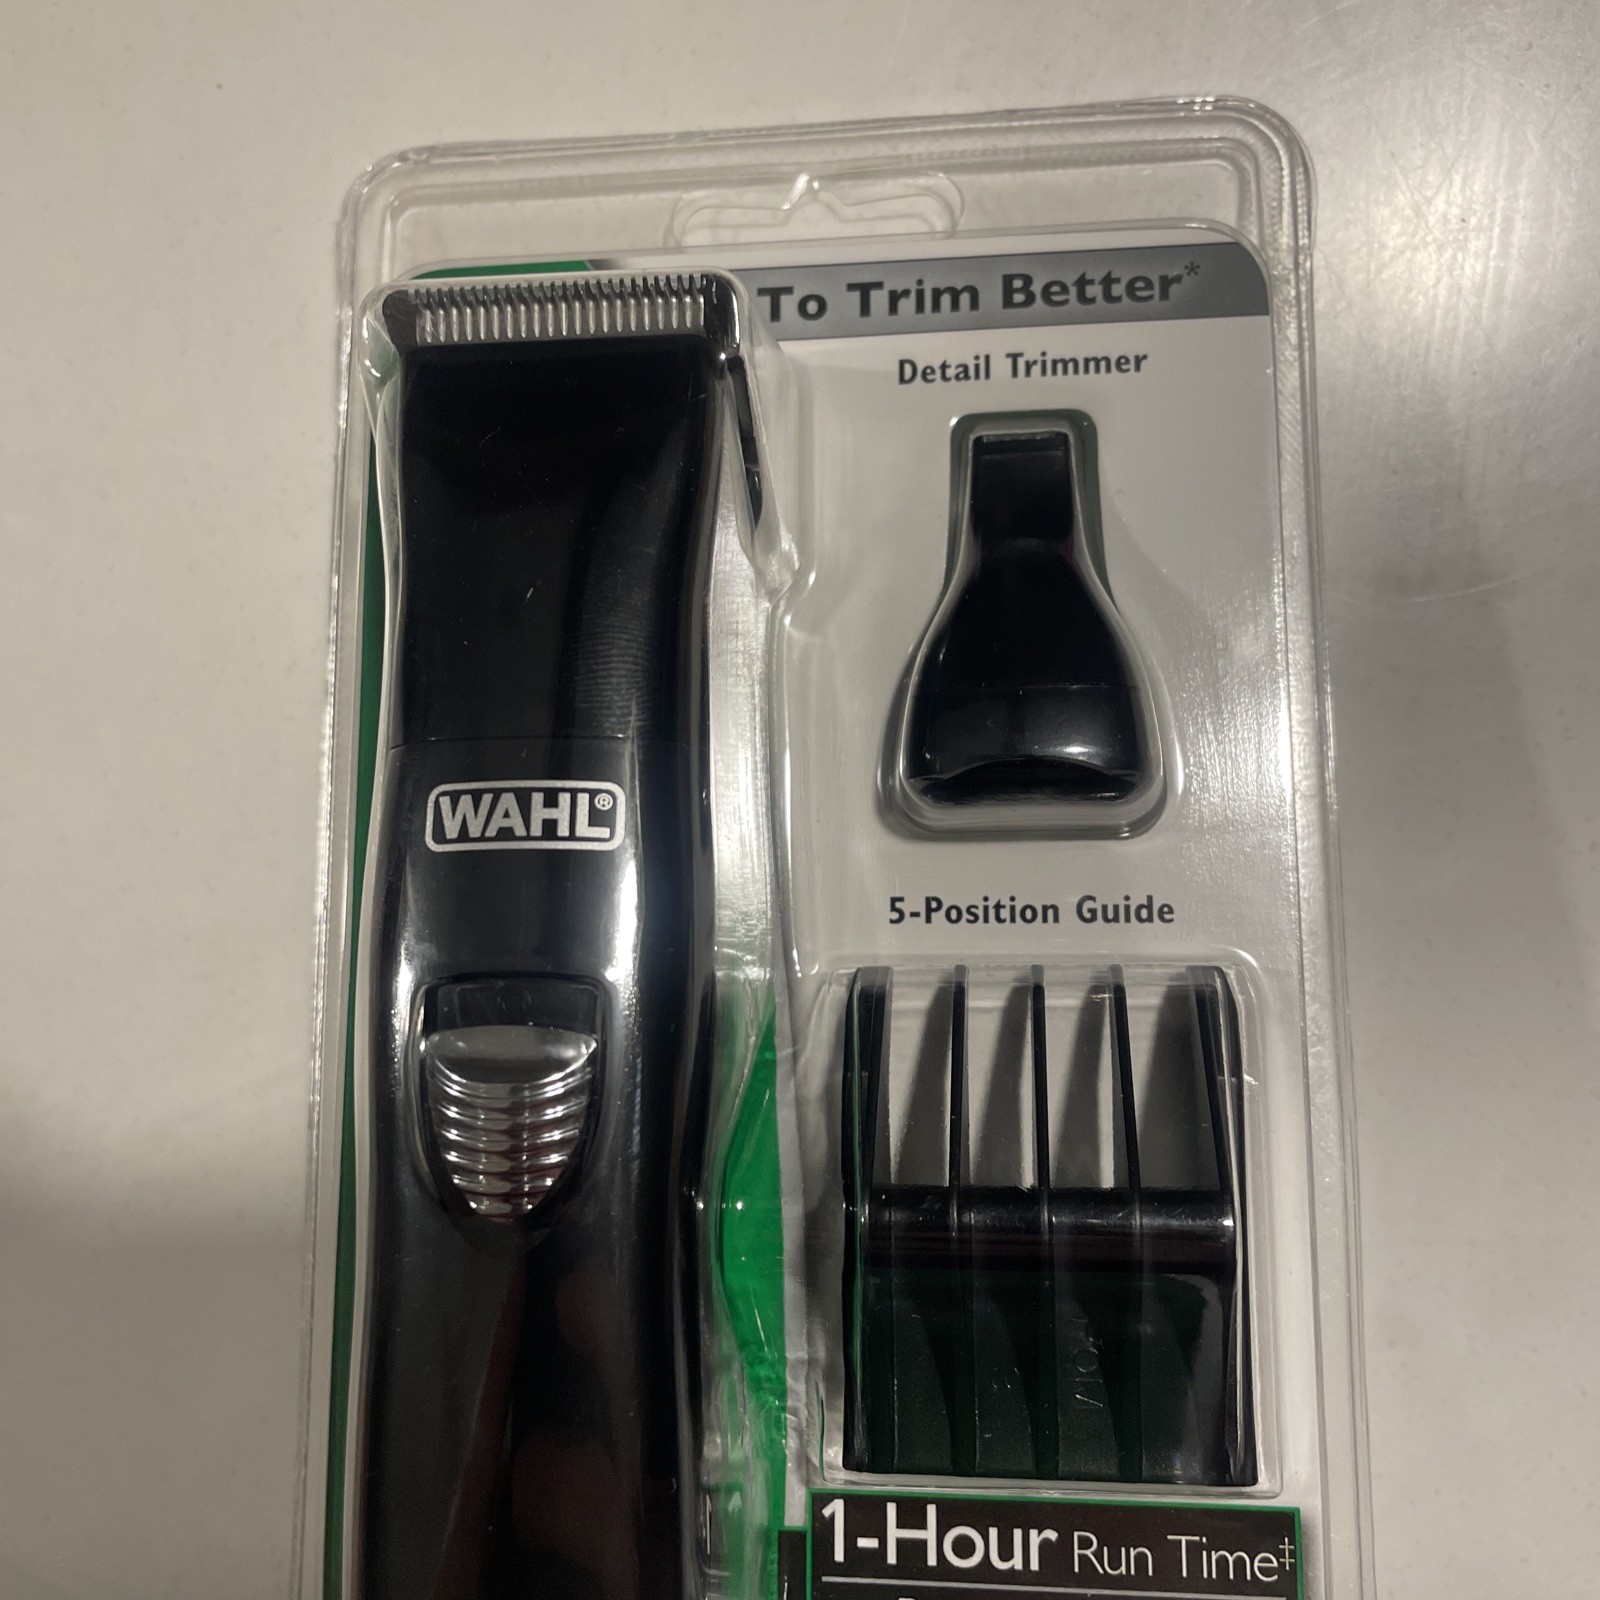 To Trim Better*
Detail Trimmer
WAHL®
5-Position Guide
1-Hour Run Time‡